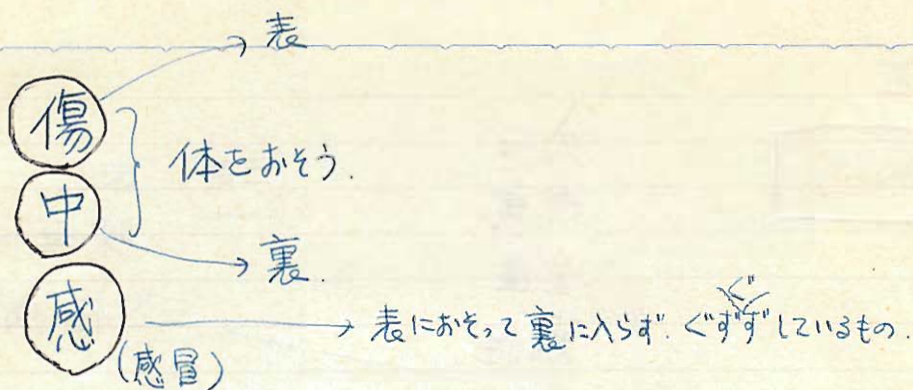 → 表
傷
体をおそう.
中
→ 裏.
感 → 表におそって裏に入らず. ぐずぐずしているもの.
(感冒)